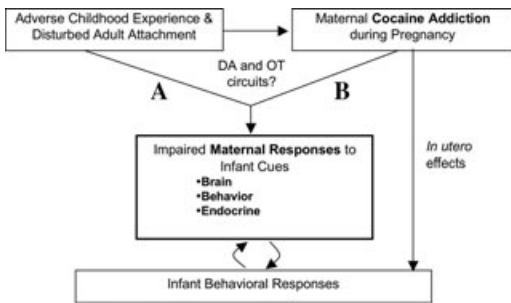 Adverse Childhood Experience &
Disturbed Adult Attachment
Maternal Cocaine Addiction
during Pregnancy
DA and OT
circuits?
A
B
Impaired Maternal Responses to
Infant Cues
•Brain
•Behavior
•Endocrine
In utero
effects
Infant Behavioral Responses